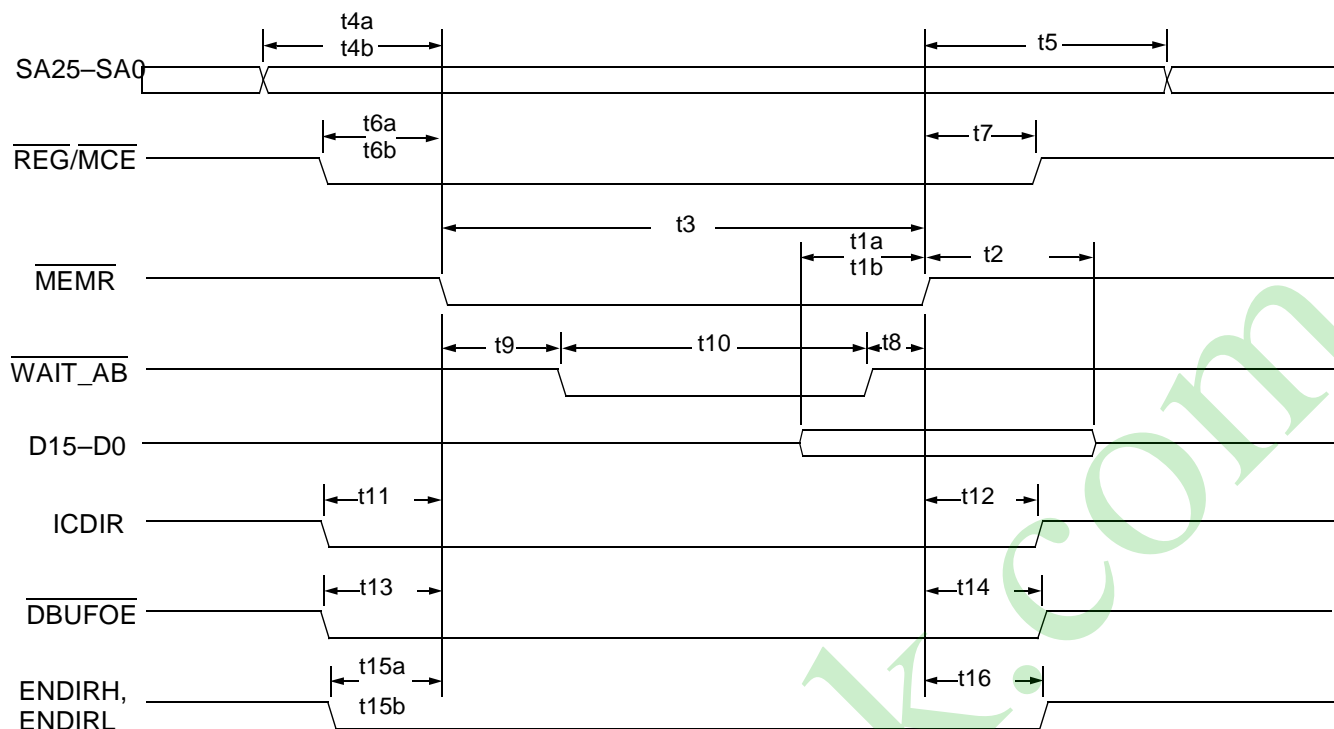 t4a
t4b
t5
SA25–SA0
t6a
t6b
t7
REG/MCE
t3
t1a
t1b
t2
MEMR
t9
t10
t8
WAIT_AB
D15–D0
t11
t12
ICDIR
t13
t14
DBUFOE
t15a
t15b
t16
ENDIRH,
ENDIRL
k.com